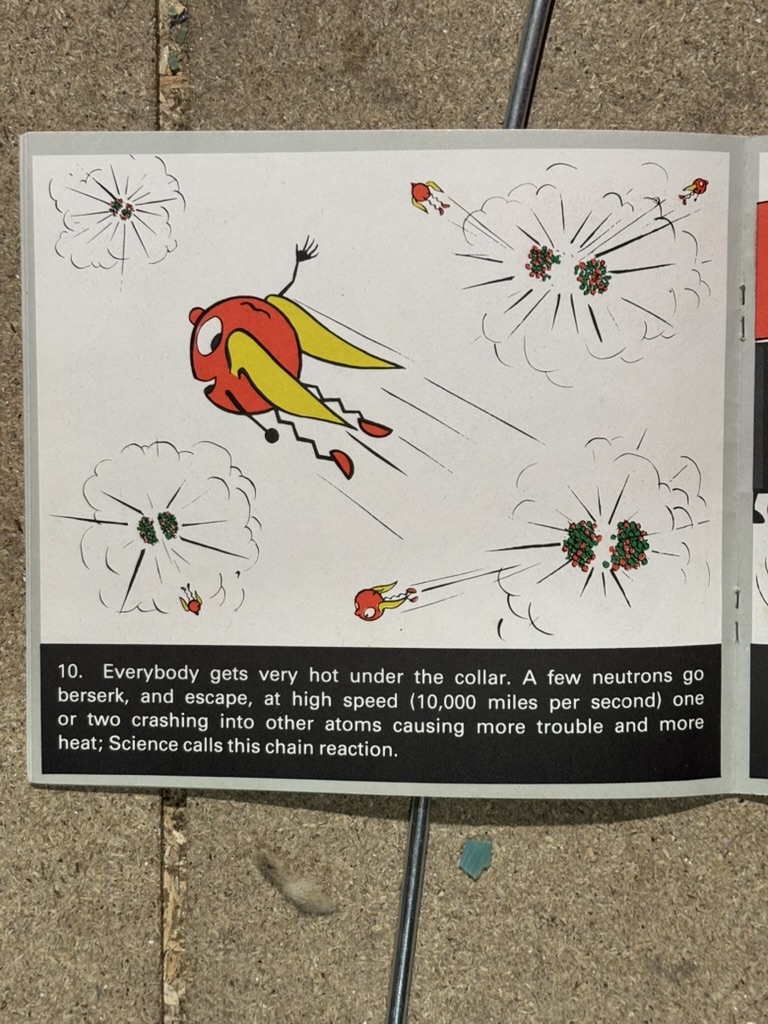 10. Everybody gets very hot under the collar. A few neutrons go
berserk, and escape, at high speed (10,000 miles per second) one
or two crashing into other atoms causing more trouble and more
heat; Science calls this chain reaction.